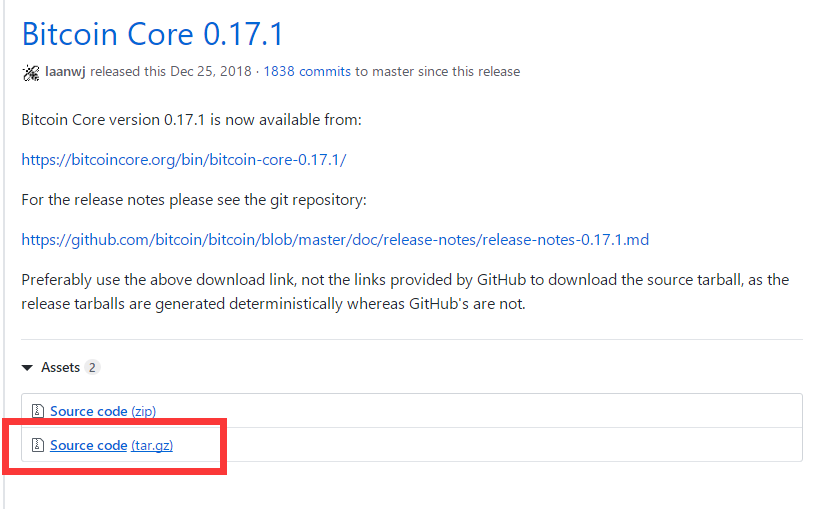 Bitcoin Core 0.17.1
laanwj released this Dec 25, 2018 · 1838 commits to master since this release
Bitcoin Core version 0.17.1 is now available from:
https://bitcoincore.org/bin/bitcoin-core-0.17.1/
For the release notes please see the git repository:
https://github.com/bitcoin/bitcoin/blob/master/doc/release-notes/release-notes-0.17.1.md
Preferably use the above download link, not the links provided by GitHub to download the source tarball, as the
release tarballs are generated deterministically whereas GitHub's are not.
Assets 2
Source code (zip)
Source code (tar.gz)